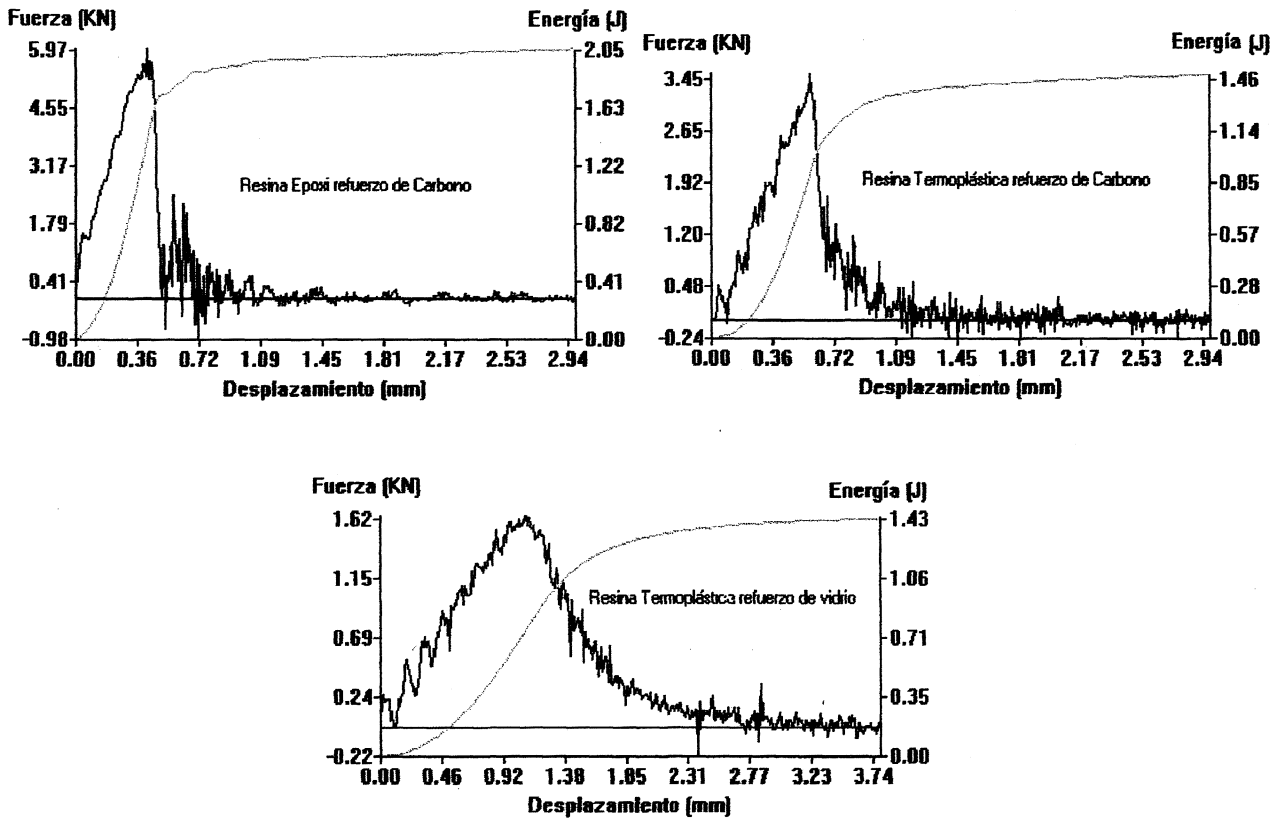 Fuerza (KN)
Energía (J)
5.97
4.55
3.17
1.79
0.41
-0.98
2.05
1.63
1.22
0.82
0.41
0.00
Resina Epoxi refuerzo de Carbono
0.00 0.36 0.72 1.09 1.45 1.81 2.17 2.53 2.94
Desplazamiento (mm)
Fuerza (KN)
Energía (J)
3.45
2.65
1.92
1.20
0.48
-0.24
1.46
1.14
0.85
0.57
0.28
0.00
Resina Termoplástica refuerzo de Carbono
0.00 0.36 0.72 1.09 1.45 1.81 2.17 2.53 2.94
Desplazamiento (mm)
Fuerza (KN)
Energía (J)
1.62
1.15
0.69
0.24
-0.22
1.43
1.06
0.71
0.35
0.00
Resina Termoplástica refuerzo de vidrio
0.00 0.46 0.92 1.38 1.85 2.31 2.77 3.23 3.74
Desplazamiento (mm)